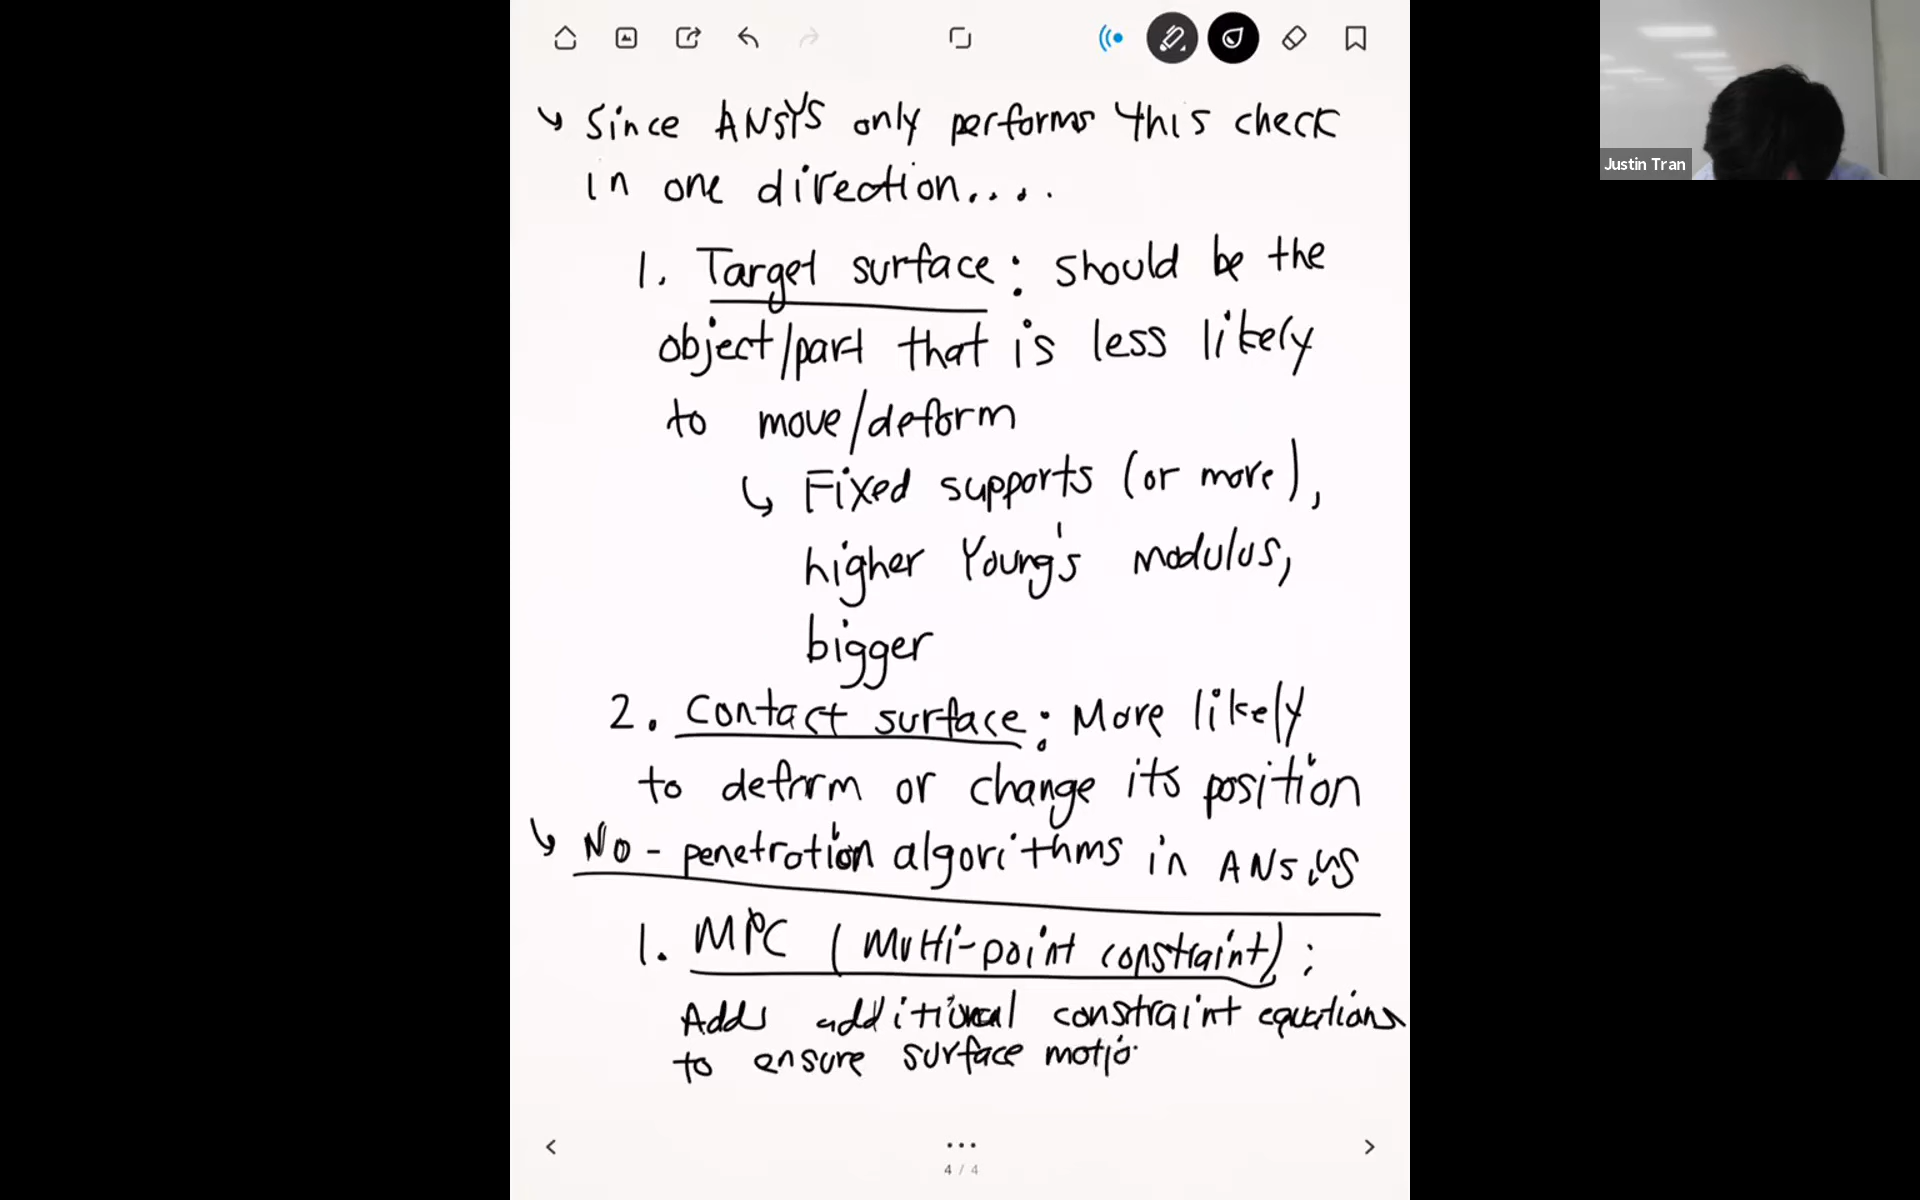 Since ANSYS only performs this check
in one direction....
1. Target surface: should be the
object/part that is less likely
to move/deform
Fixed supports (or more),
higher Young's modulus,
bigger
2. Contact surface: More likely
to deform or change its position
No-penetration algorithms in ANSYS
1. MPC (Multi-point constraint):
Adds additional constraint equations
to ensure surface motio
4 / 4
Justin Tran